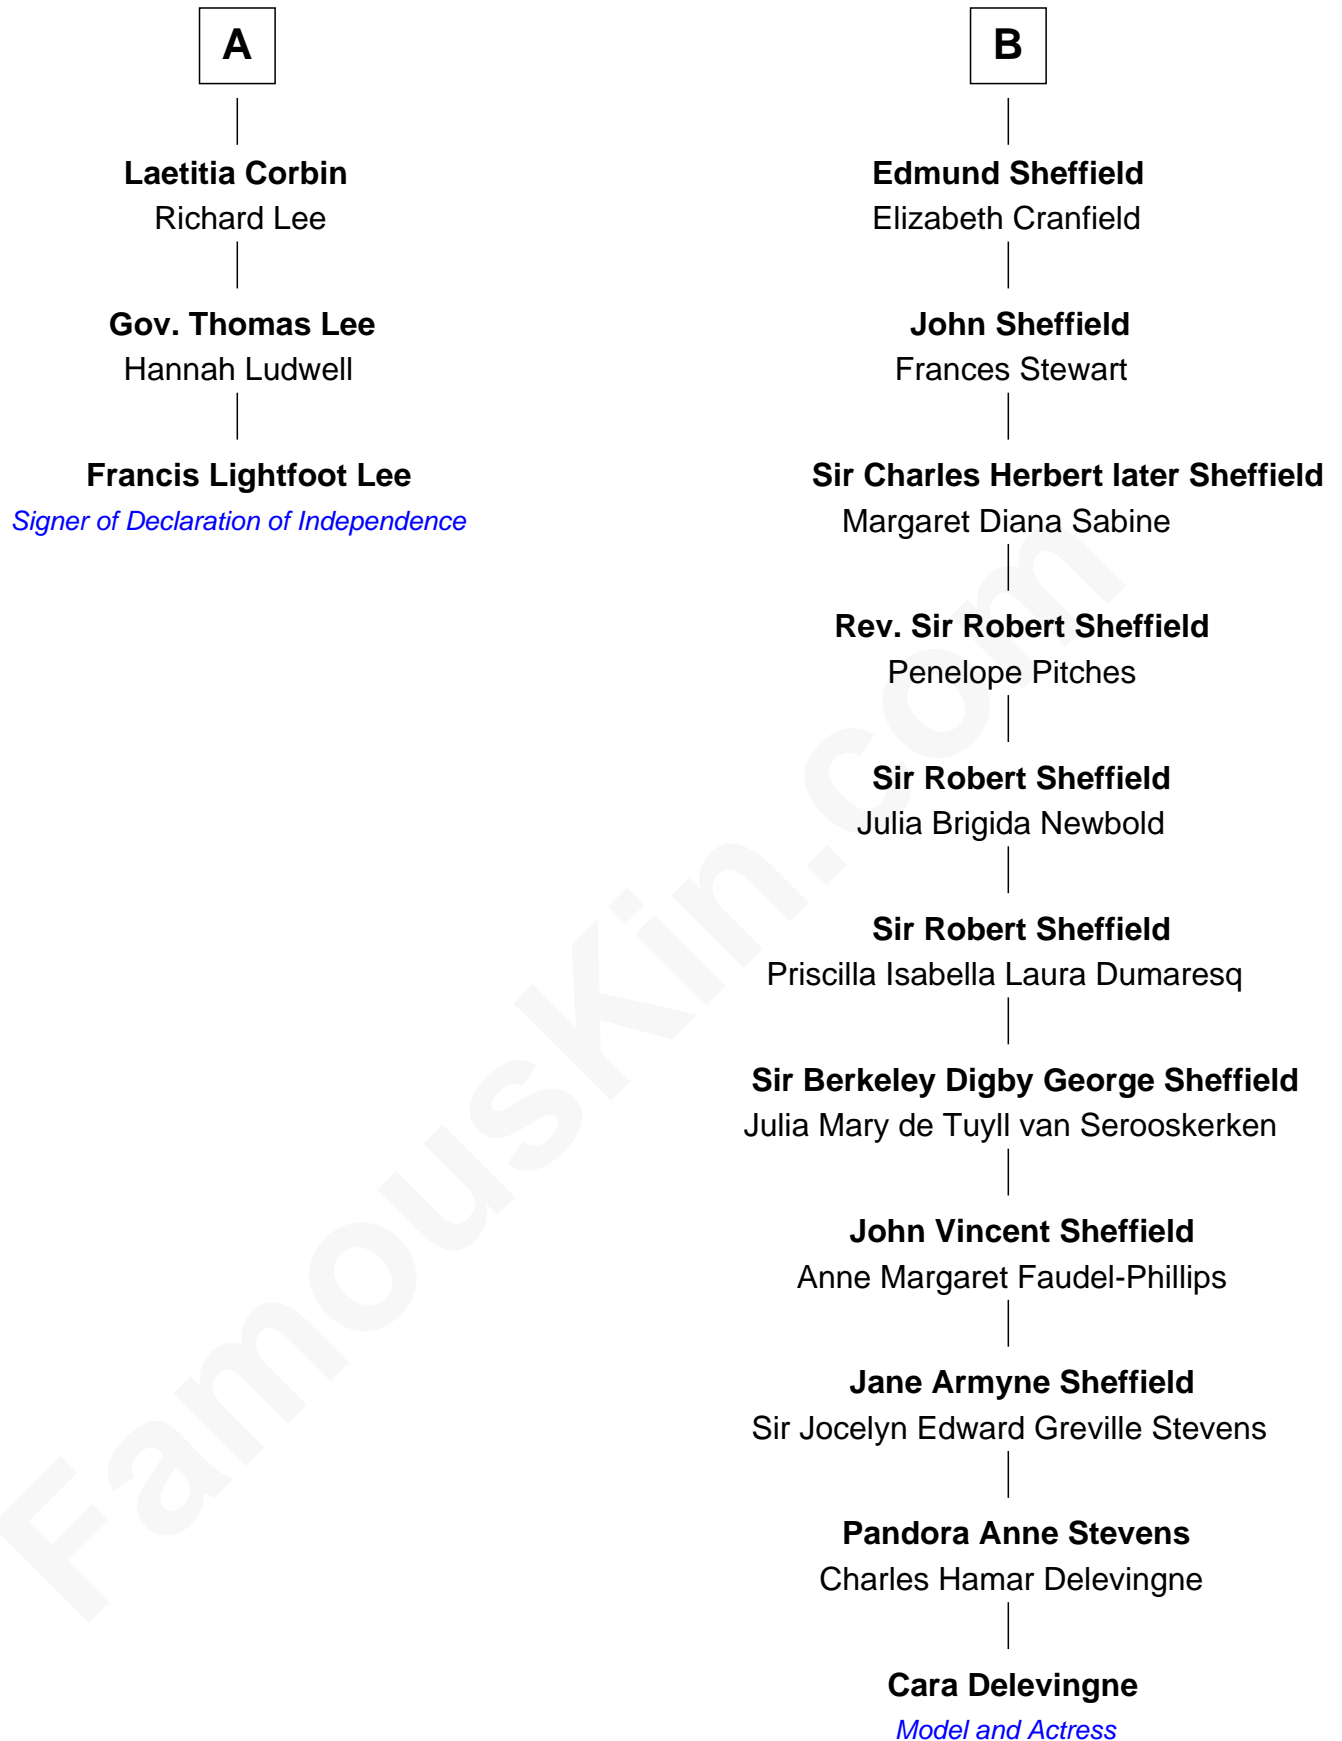 A
Laetitia Corbin
Richard Lee
Gov. Thomas Lee
Hannah Ludwell
Francis Lightfoot Lee
Signer of Declaration of Independence
B
Edmund Sheffield
Elizabeth Cranfield
John Sheffield
Frances Stewart
Sir Charles Herbert later Sheffield
Margaret Diana Sabine
Rev. Sir Robert Sheffield
Penelope Pitches
Sir Robert Sheffield
Julia Brigida Newbold
Sir Robert Sheffield
Priscilla Isabella Laura Dumaresq
Sir Berkeley Digby George Sheffield
Julia Mary de Tuyll van Serooskerken
John Vincent Sheffield
Anne Margaret Faudel-Phillips
Jane Armyne Sheffield
Sir Jocelyn Edward Greville Stevens
Pandora Anne Stevens
Charles Hamar Delevingne
Cara Delevingne
Model and Actress
FamousKin.com